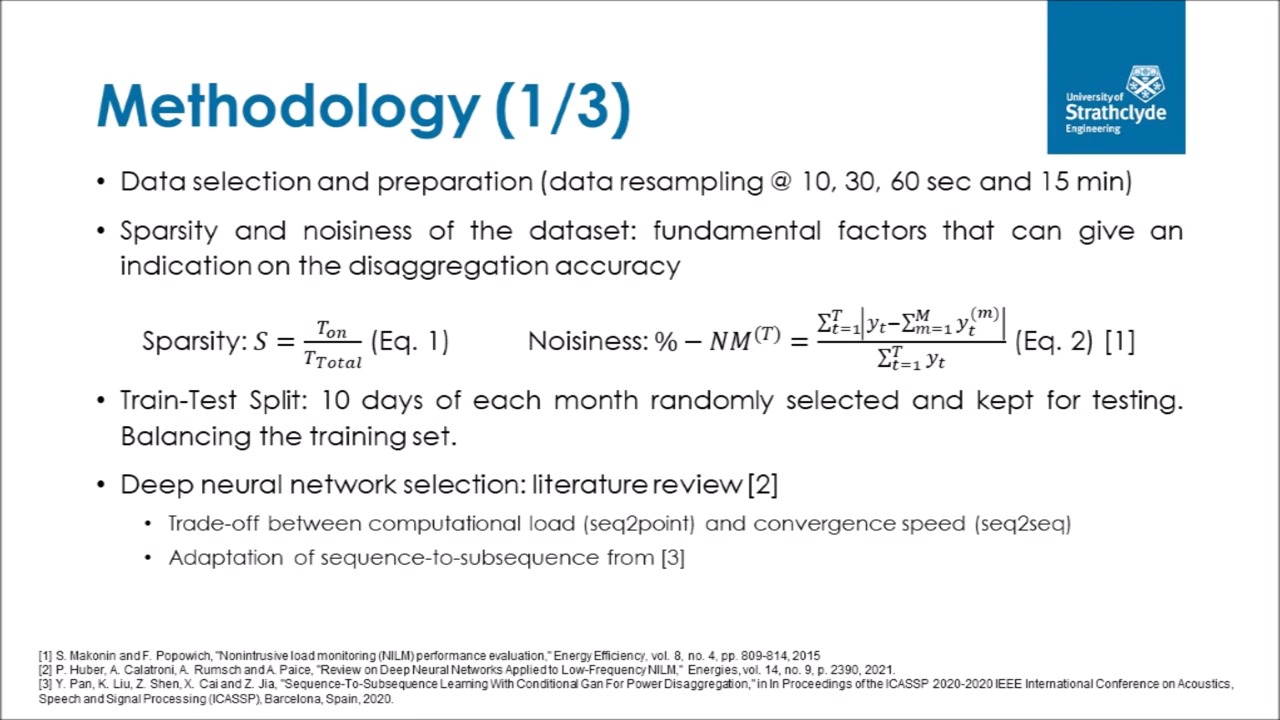 University of
Strathclyde
Engineering
Methodology (1/3)
• Data selection and preparation (data resampling @ 10, 30, 60 sec and 15 min)
• Sparsity and noisiness of the dataset: fundamental factors that can give an
indication on the disaggregation accuracy
Sparsity: S = T_on / T_Total (Eq. 1) Noisiness: % − NM^(T) = Σ_{t=1}^T |y_t − Σ_{m=1}^M y_t^(m)| / Σ_{t=1}^T y_t (Eq. 2) [1]
• Train-Test Split: 10 days of each month randomly selected and kept for testing.
Balancing the training set.
• Deep neural network selection: literature review [2]
• Trade-off between computational load (seq2point) and convergence speed (seq2seq)
• Adaptation of sequence-to-subsequence from [3]
[1] S. Makonin and F. Popowich, "Nonintrusive load monitoring (NILM) performance evaluation," Energy Efficiency, vol. 8, no. 4, pp. 809-814, 2015
[2] P. Huber, A. Calatroni, A. Rumsch and A. Paice, "Review on Deep Neural Networks Applied to Low-Frequency NILM," Energies, vol. 14, no. 9, p. 2390, 2021.
[3] Y. Pan, K. Liu, Z. Shen, X. Cai and Z. Jia, "Sequence-To-Subsequence Learning With Conditional Gan For Power Disaggregation," in In Proceedings of the ICASSP 2020-2020 IEEE International Conference on Acoustics,
Speech and Signal Processing (ICASSP), Barcelona, Spain, 2020.